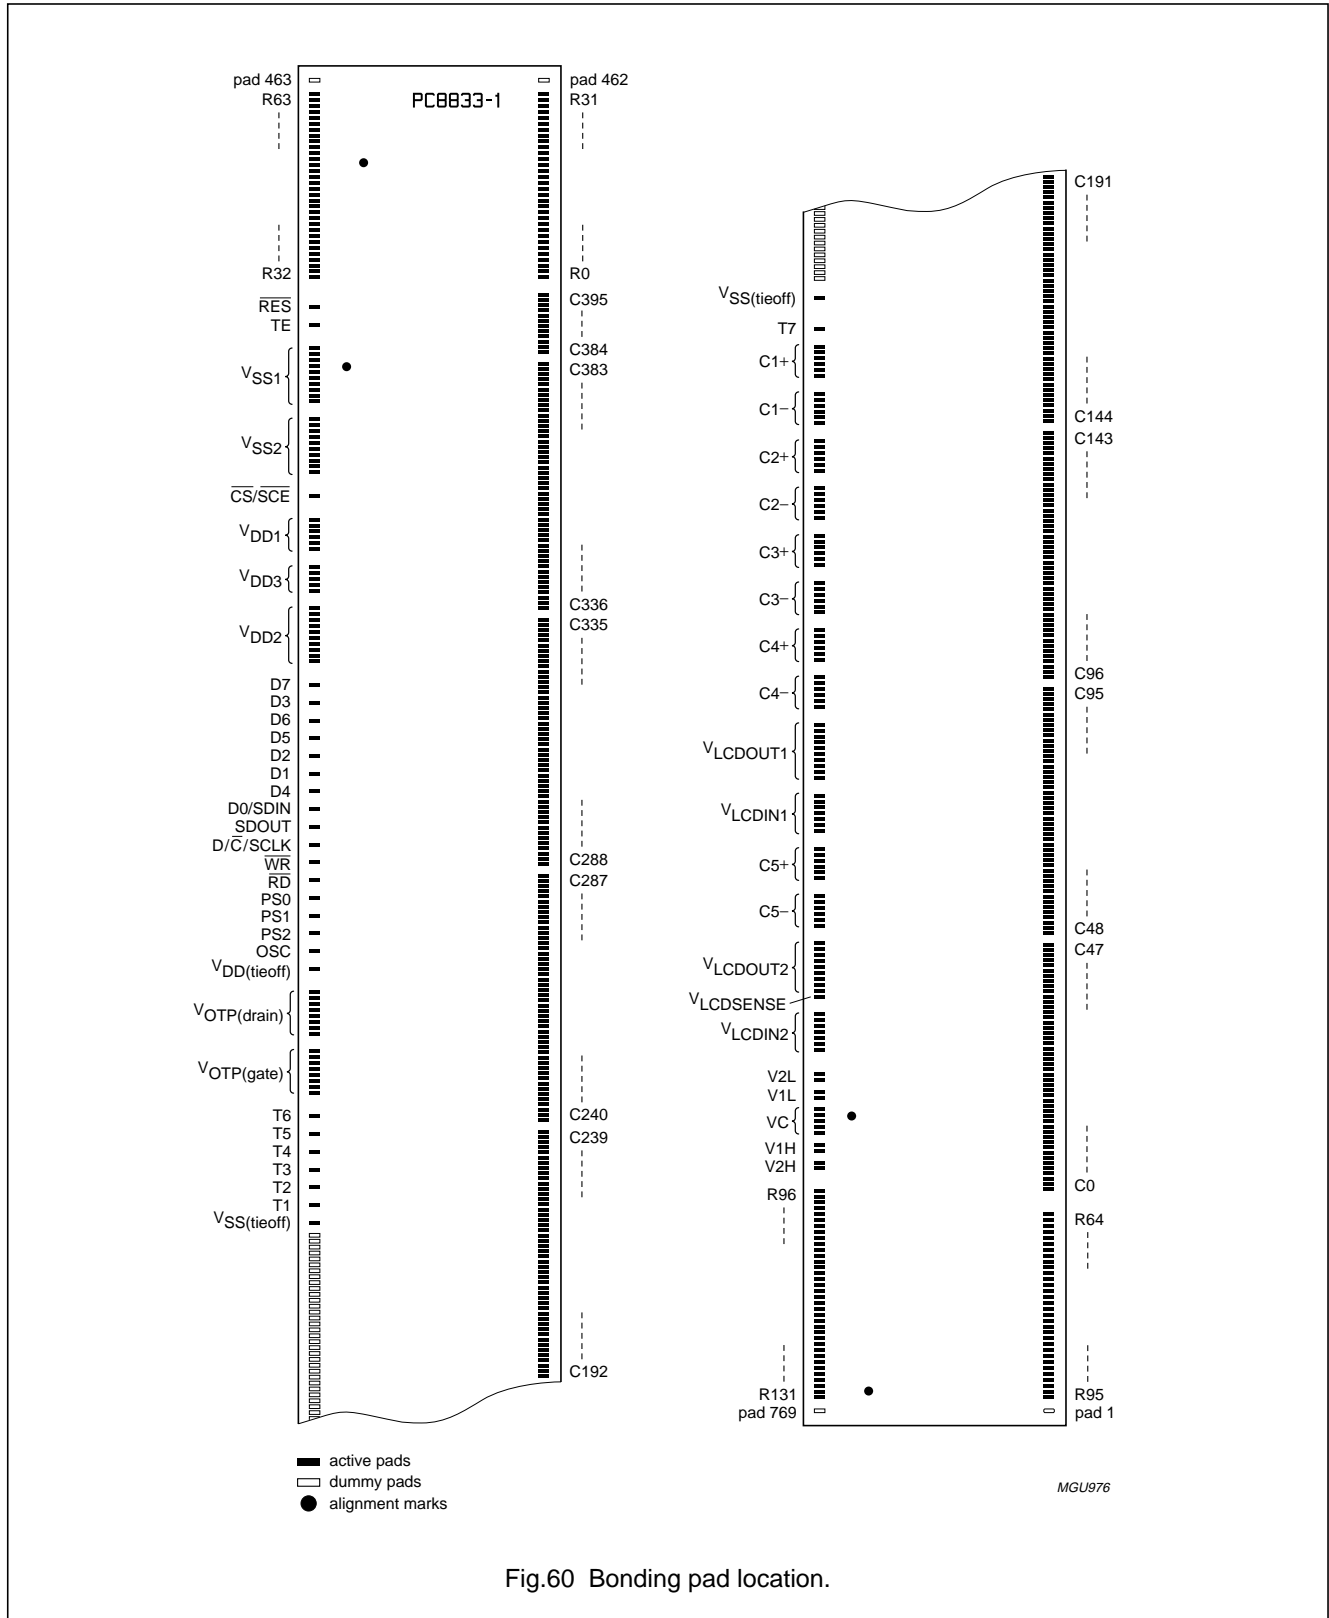 pad 463
R63
R32
RES
TE
VSS1
VSS2
CS/SCE
VDD1
VDD3
VDD2
D7
D3
D6
D5
D2
D1
D4
D0/SDIN
SDOUT
D/C/SCLK
WR
RD
PS0
PS1
PS2
OSC
VDD(tieoff)
VOTP(drain)
VOTP(gate)
T6
T5
T4
T3
T2
T1
VSS(tieoff)
PC8833-1
pad 462
R31
R0
C395
C384
C383
C336
C335
C288
C287
C240
C239
C192
VSS(tieoff)
T7
C1+
C1−
C2+
C2−
C3+
C3−
C4+
C4−
VLCDOUT1
VLCDIN1
C5+
C5−
VLCDOUT2
VLCDSENSE
VLCDIN2
V2L
V1L
VC
V1H
V2H
R96
R131
pad 769
C191
C144
C143
C96
C95
C48
C47
C0
R64
R95
pad 1
active pads
dummy pads
alignment marks
MGU976
Fig.60 Bonding pad location.